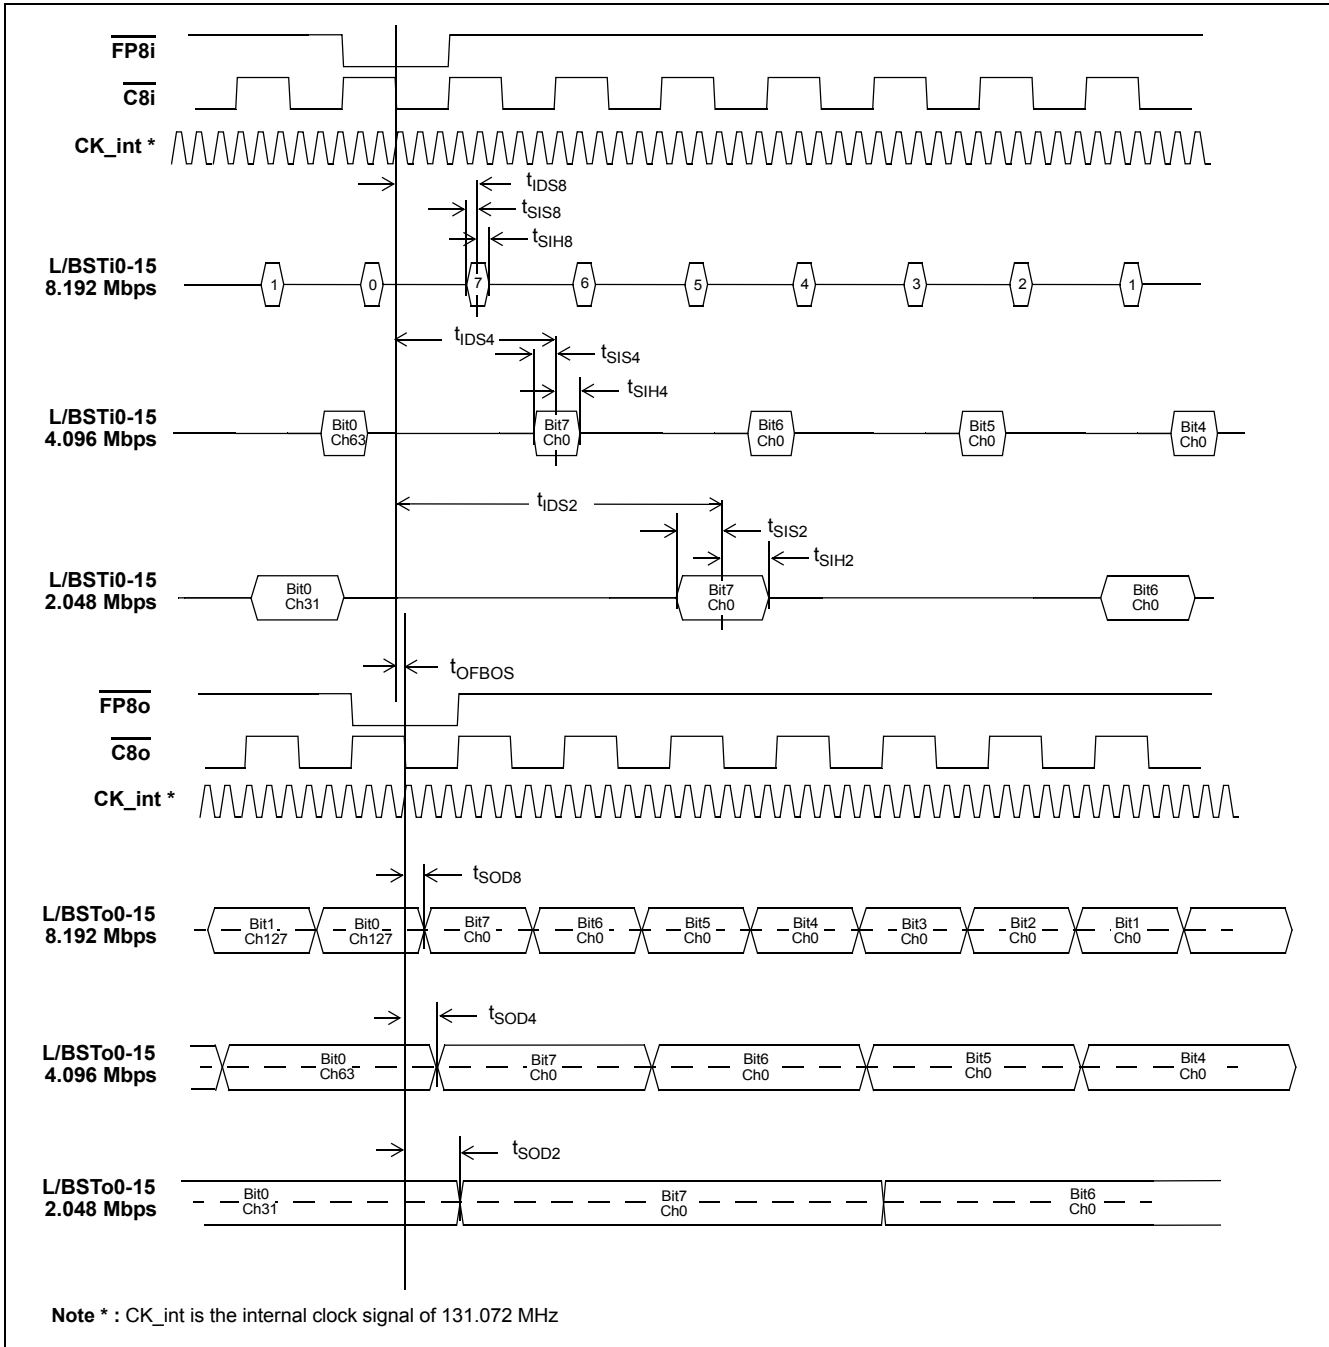 FP8i
C8i
CK_int *
tIDS8
tSIS8
tSIH8
L/BSTi0-15
8.192 Mbps
1 0 7 6 5 4 3 2 1
tIDS4
tSIS4
tSIH4
L/BSTi0-15
4.096 Mbps
Bit0 Bit7 Bit6 Bit5 Bit4
Ch63 Ch0 Ch0 Ch0 Ch0
tIDS2
tSIS2
tSIH2
L/BSTi0-15
2.048 Mbps
Bit0 Bit7 Bit6
Ch31 Ch0 Ch0
tOFBOS
FP8o
C8o
CK_int *
tSOD8
L/BSTo0-15
8.192 Mbps
Bit1 Bit0 Bit7 Bit6 Bit5 Bit4 Bit3 Bit2 Bit1
Ch127 Ch127 Ch0 Ch0 Ch0 Ch0 Ch0 Ch0 Ch0
tSOD4
L/BSTo0-15
4.096 Mbps
Bit0 Bit7 Bit6 Bit5 Bit4
Ch63 Ch0 Ch0 Ch0 Ch0
tSOD2
L/BSTo0-15
2.048 Mbps
Bit0 Bit7 Bit6
Ch31 Ch0 Ch0
Note * : CK_int is the internal clock signal of 131.072 MHz